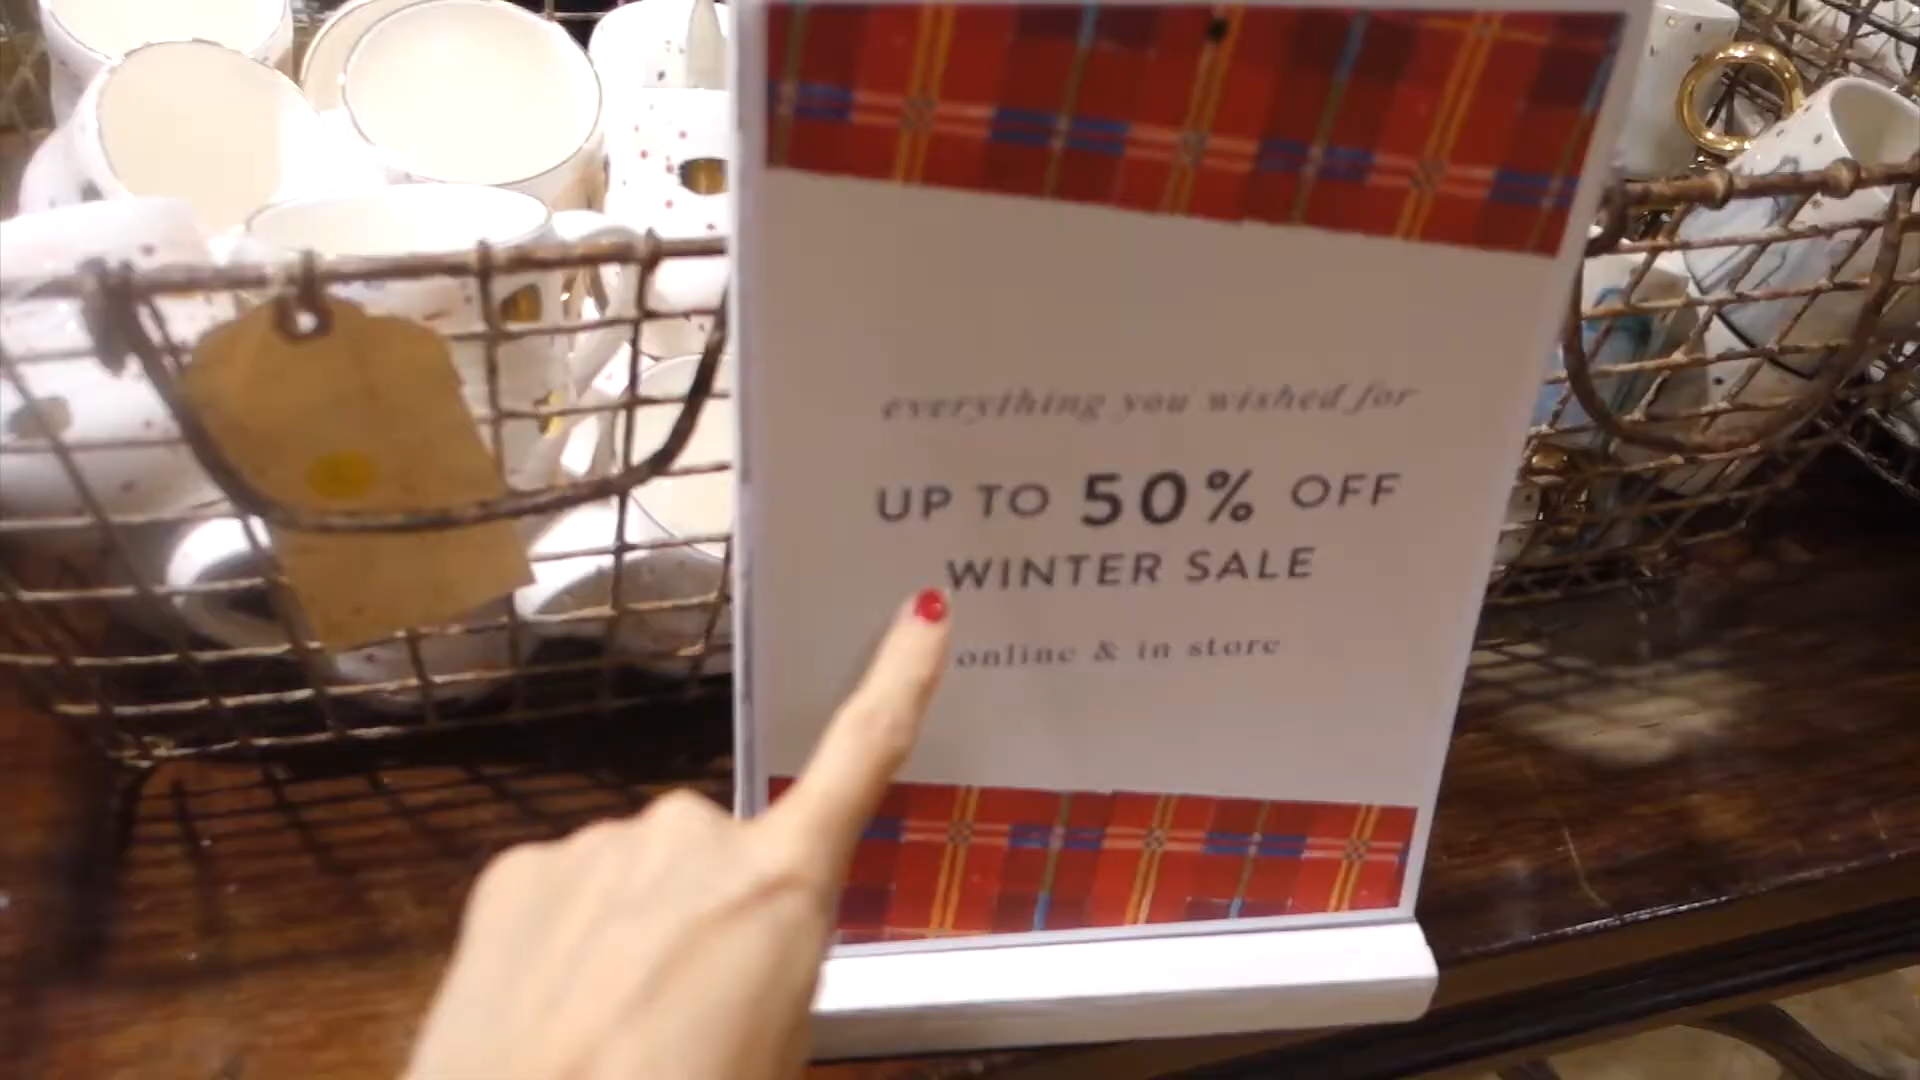 everything you wished for
UP TO 50% OFF
WINTER SALE
online & in store